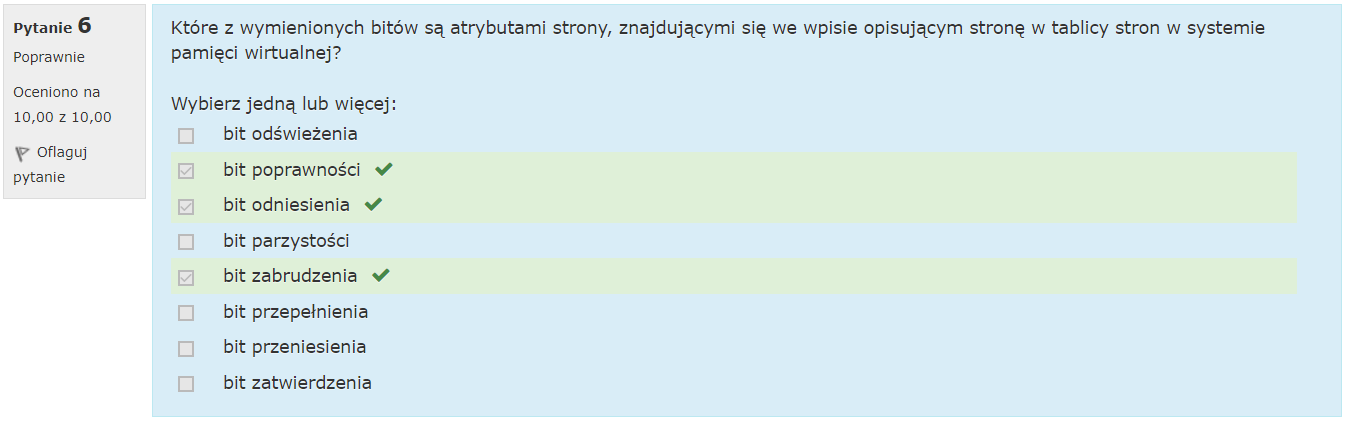 Pytanie 6
Poprawnie
Oceniono na
10,00 z 10,00
Oflaguj
pytanie
Które z wymienionych bitów są atrybutami strony, znajdującymi się we wpisie opisującym stronę w tablicy stron w systemie
pamięci wirtualnej?
Wybierz jedną lub więcej:
bit odświeżenia
bit poprawności
bit odniesienia
bit parzystości
bit zabrudzenia
bit przepełnienia
bit przeniesienia
bit zatwierdzenia